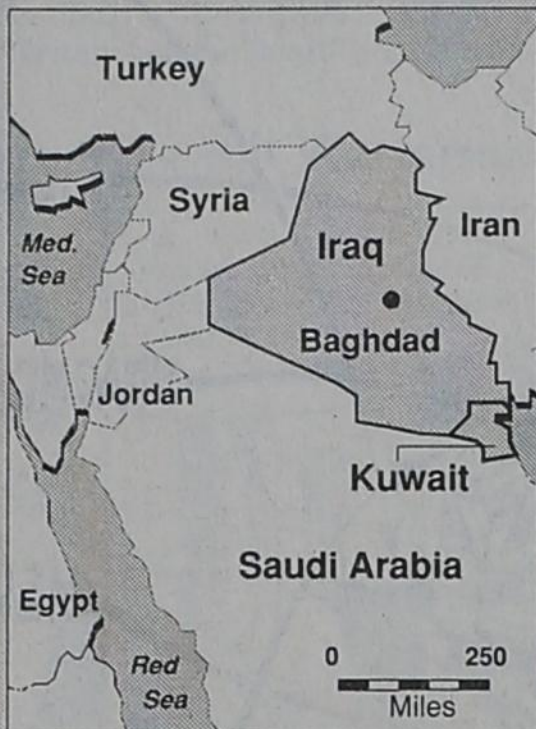 Turkey
Syria
Iran
Iraq
Med.
Sea
Baghdad
Jordan
Kuwait
Saudi Arabia
Egypt
Red
Sea
0 250
Miles